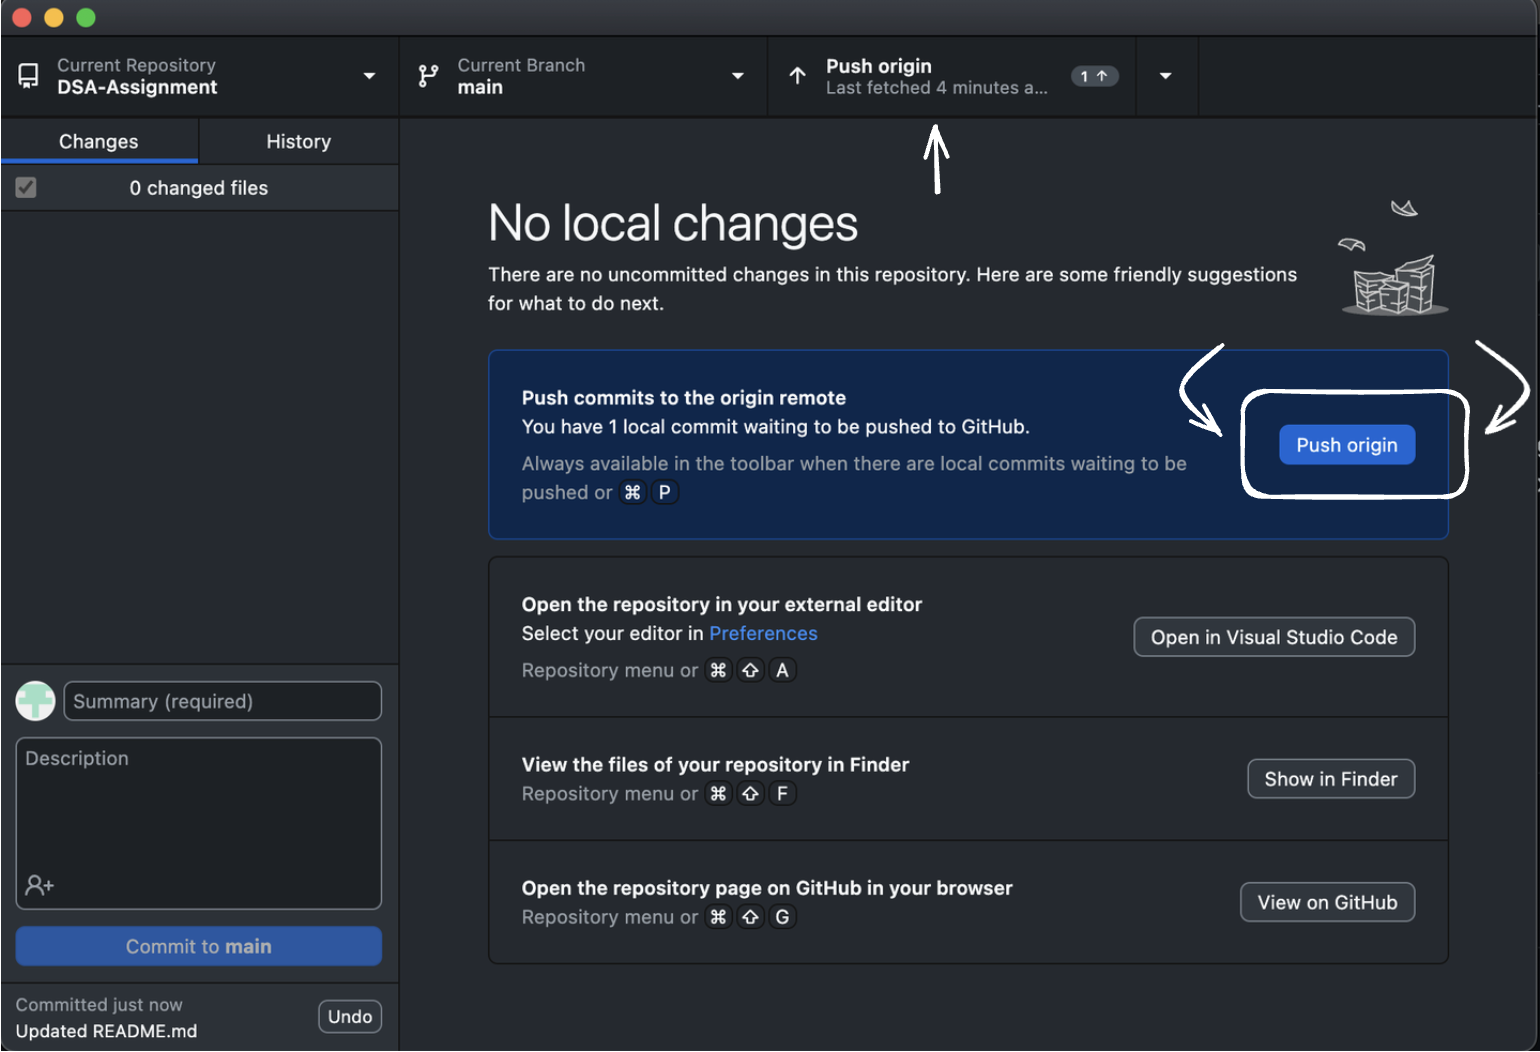 Current Repository
DSA-Assignment
Current Branch
main
Push origin
Last fetched 4 minutes a...
1 ↑
Changes
History
0 changed files
No local changes
There are no uncommitted changes in this repository. Here are some friendly suggestions
for what to do next.
Push commits to the origin remote
You have 1 local commit waiting to be pushed to GitHub.
Always available in the toolbar when there are local commits waiting to be
pushed or ⌘ P
Push origin
Open the repository in your external editor
Select your editor in Preferences
Repository menu or ⌘ ⇧ A
Open in Visual Studio Code
View the files of your repository in Finder
Repository menu or ⌘ ⇧ F
Show in Finder
Open the repository page on GitHub in your browser
Repository menu or ⌘ ⇧ G
View on GitHub
Summary (required)
Description
Commit to main
Committed just now
Updated README.md
Undo